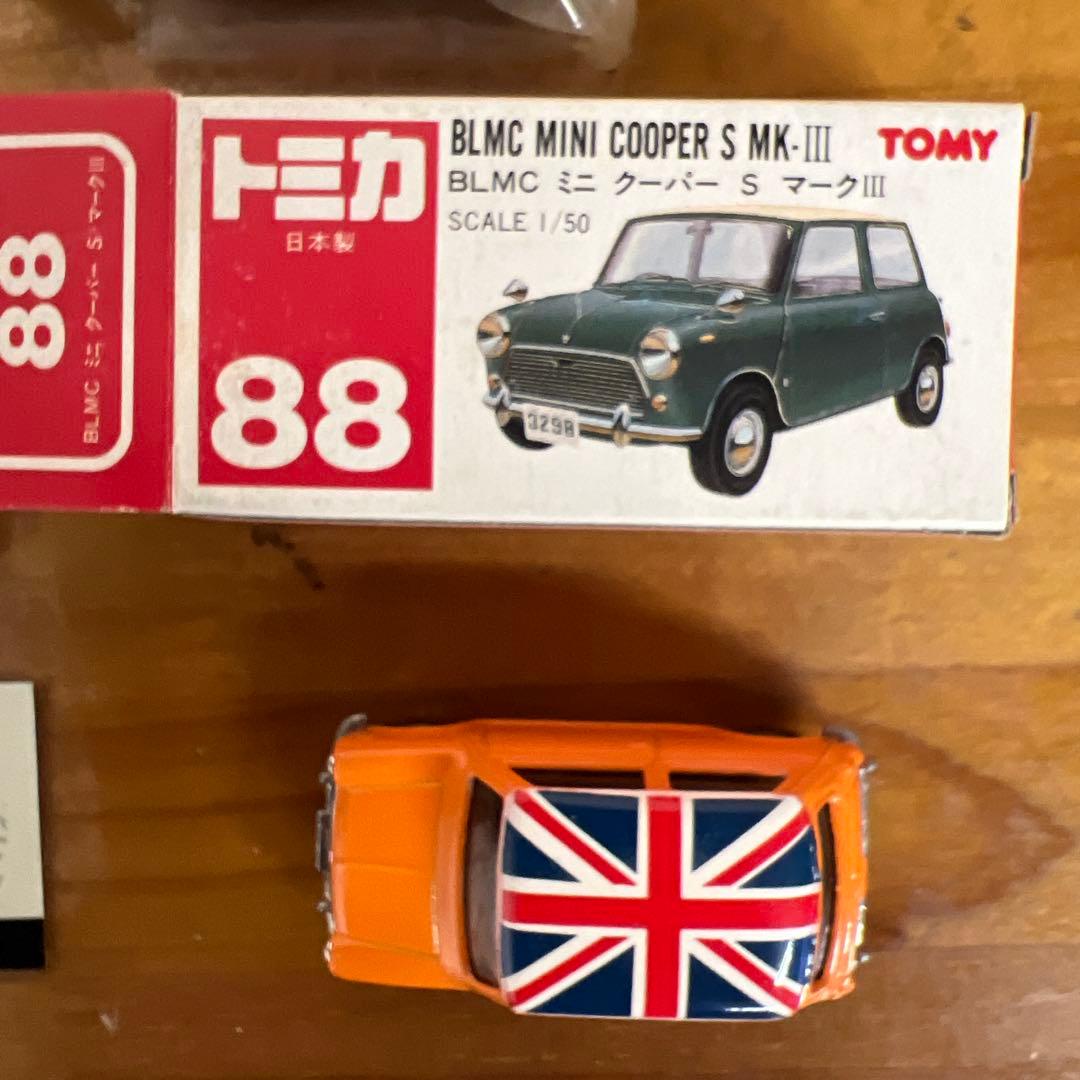 88
BLMC ミニ クーパー S マークⅢ
トミカ
日本製
88
BLMC MINI COOPER S MK-III
TOMY
BLMC ミニ クーパー S マークⅢ
SCALE 1/50
3298